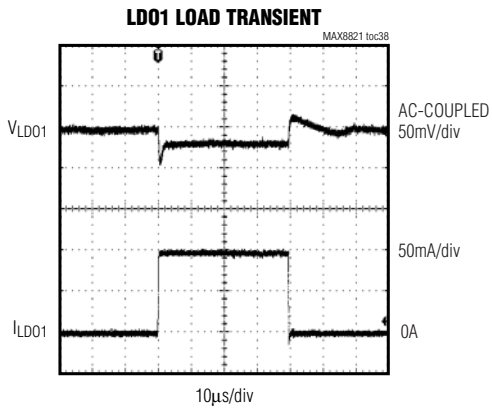 LDO1 LOAD TRANSIENT
MAX8821 toc38
T
VLDO1
AC-COUPLED
50mV/div
50mA/div
ILDO1
0A
10µs/div